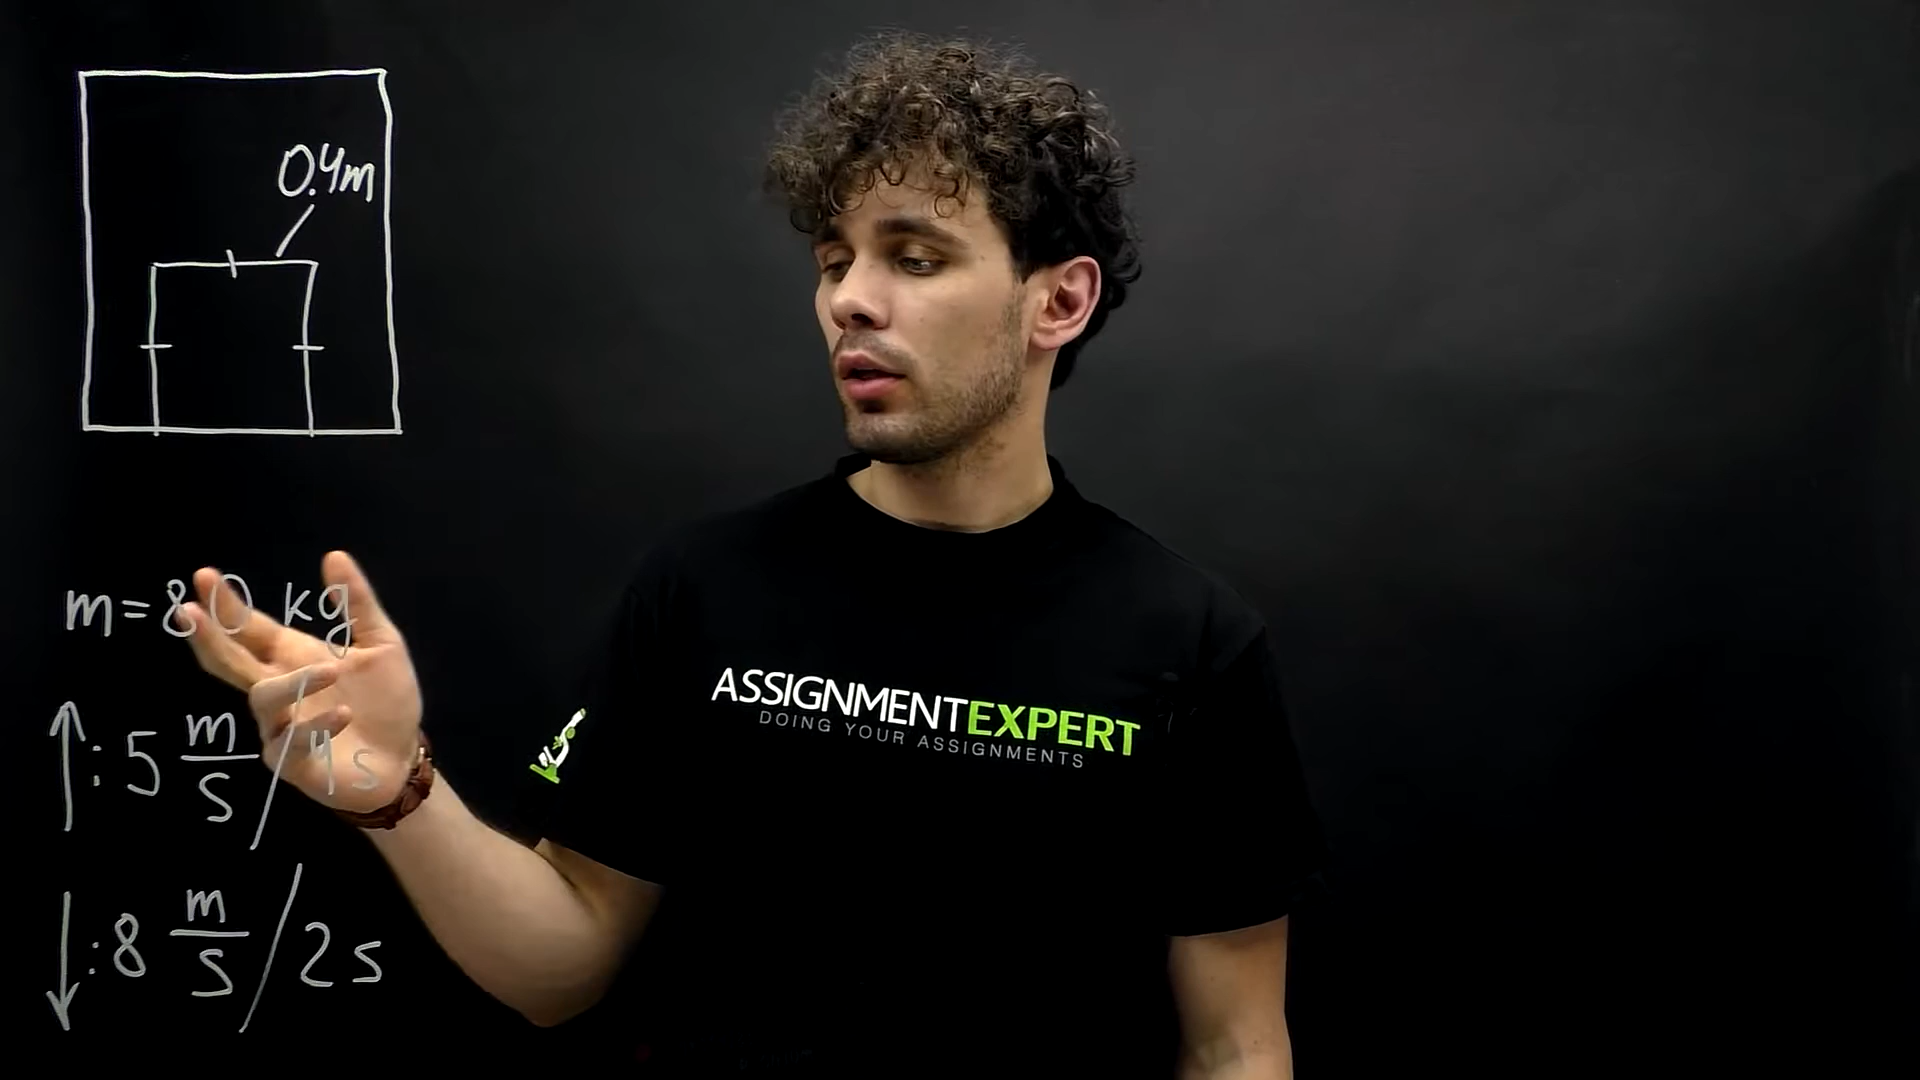 0.4m
m=80 kg
↑: 5 m/s / 4s
↓: 8 m/s / 2s
ASSIGNMENTEXPERT
DOING YOUR ASSIGNMENTS